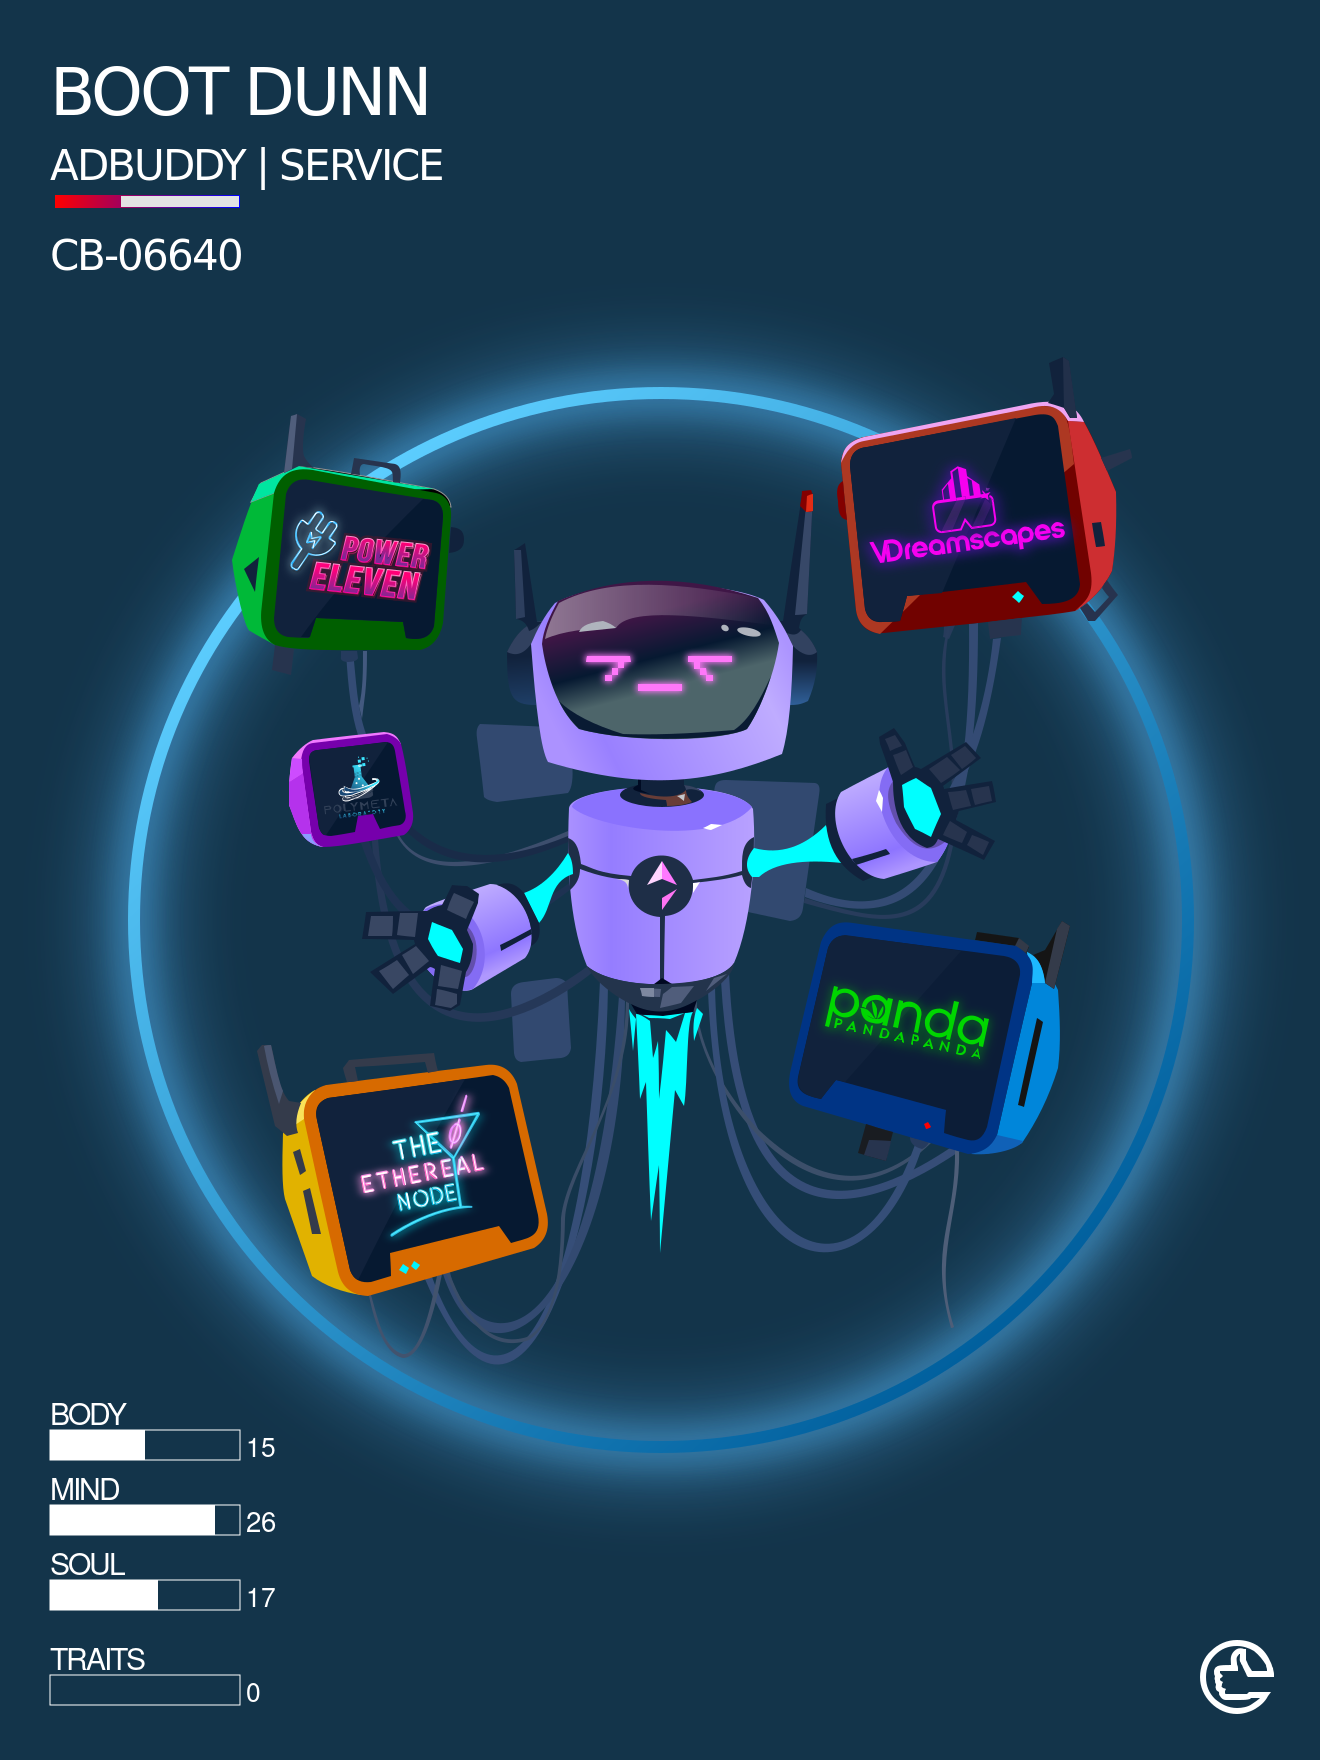 BOOT DUNN
ADBUDDY | SERVICE
CB-06640
POWER
ELEVEN
VDreamscapes
POLYMETA
LABORATORY
panda
PANDAPANDA
THE
ETHEREAL
NODE
BODY
15
MIND
26
SOUL
17
TRAITS
0